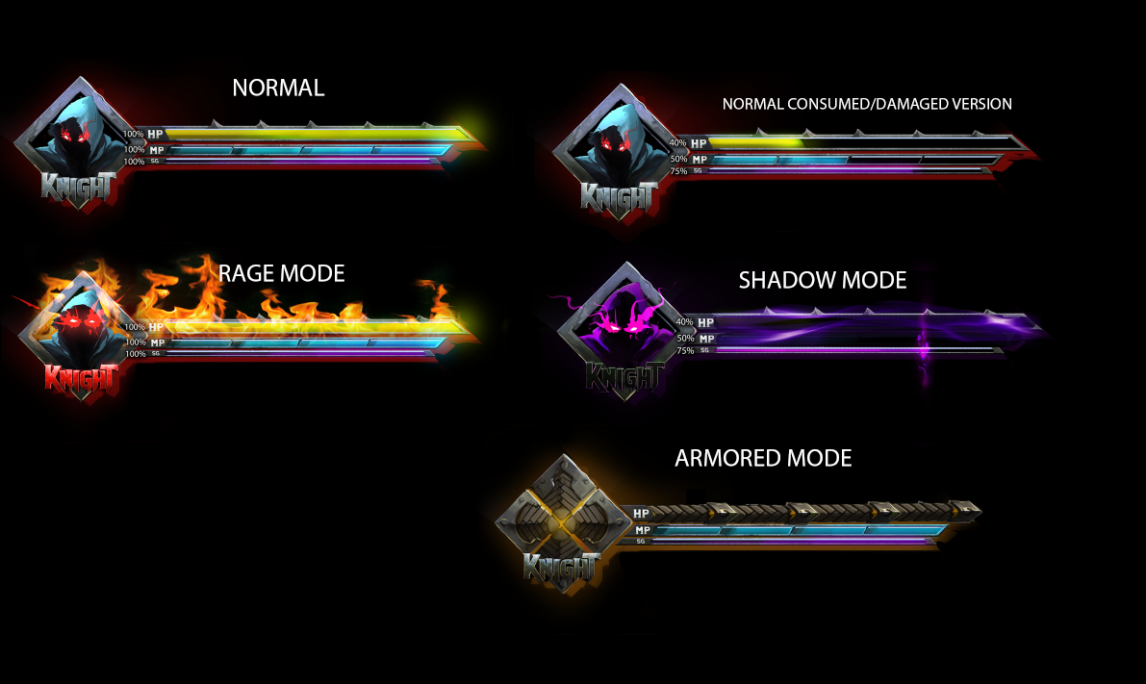 NORMAL
100% HP
100% MP
100% SG
KNIGHT
NORMAL CONSUMED/DAMAGED VERSION
40% HP
50% MP
75% SG
KNIGHT
RAGE MODE
100% HP
100% MP
100% SG
KNIGHT
SHADOW MODE
40% HP
50% MP
75% SG
KNIGHT
ARMORED MODE
HP
MP
SG
KNIGHT